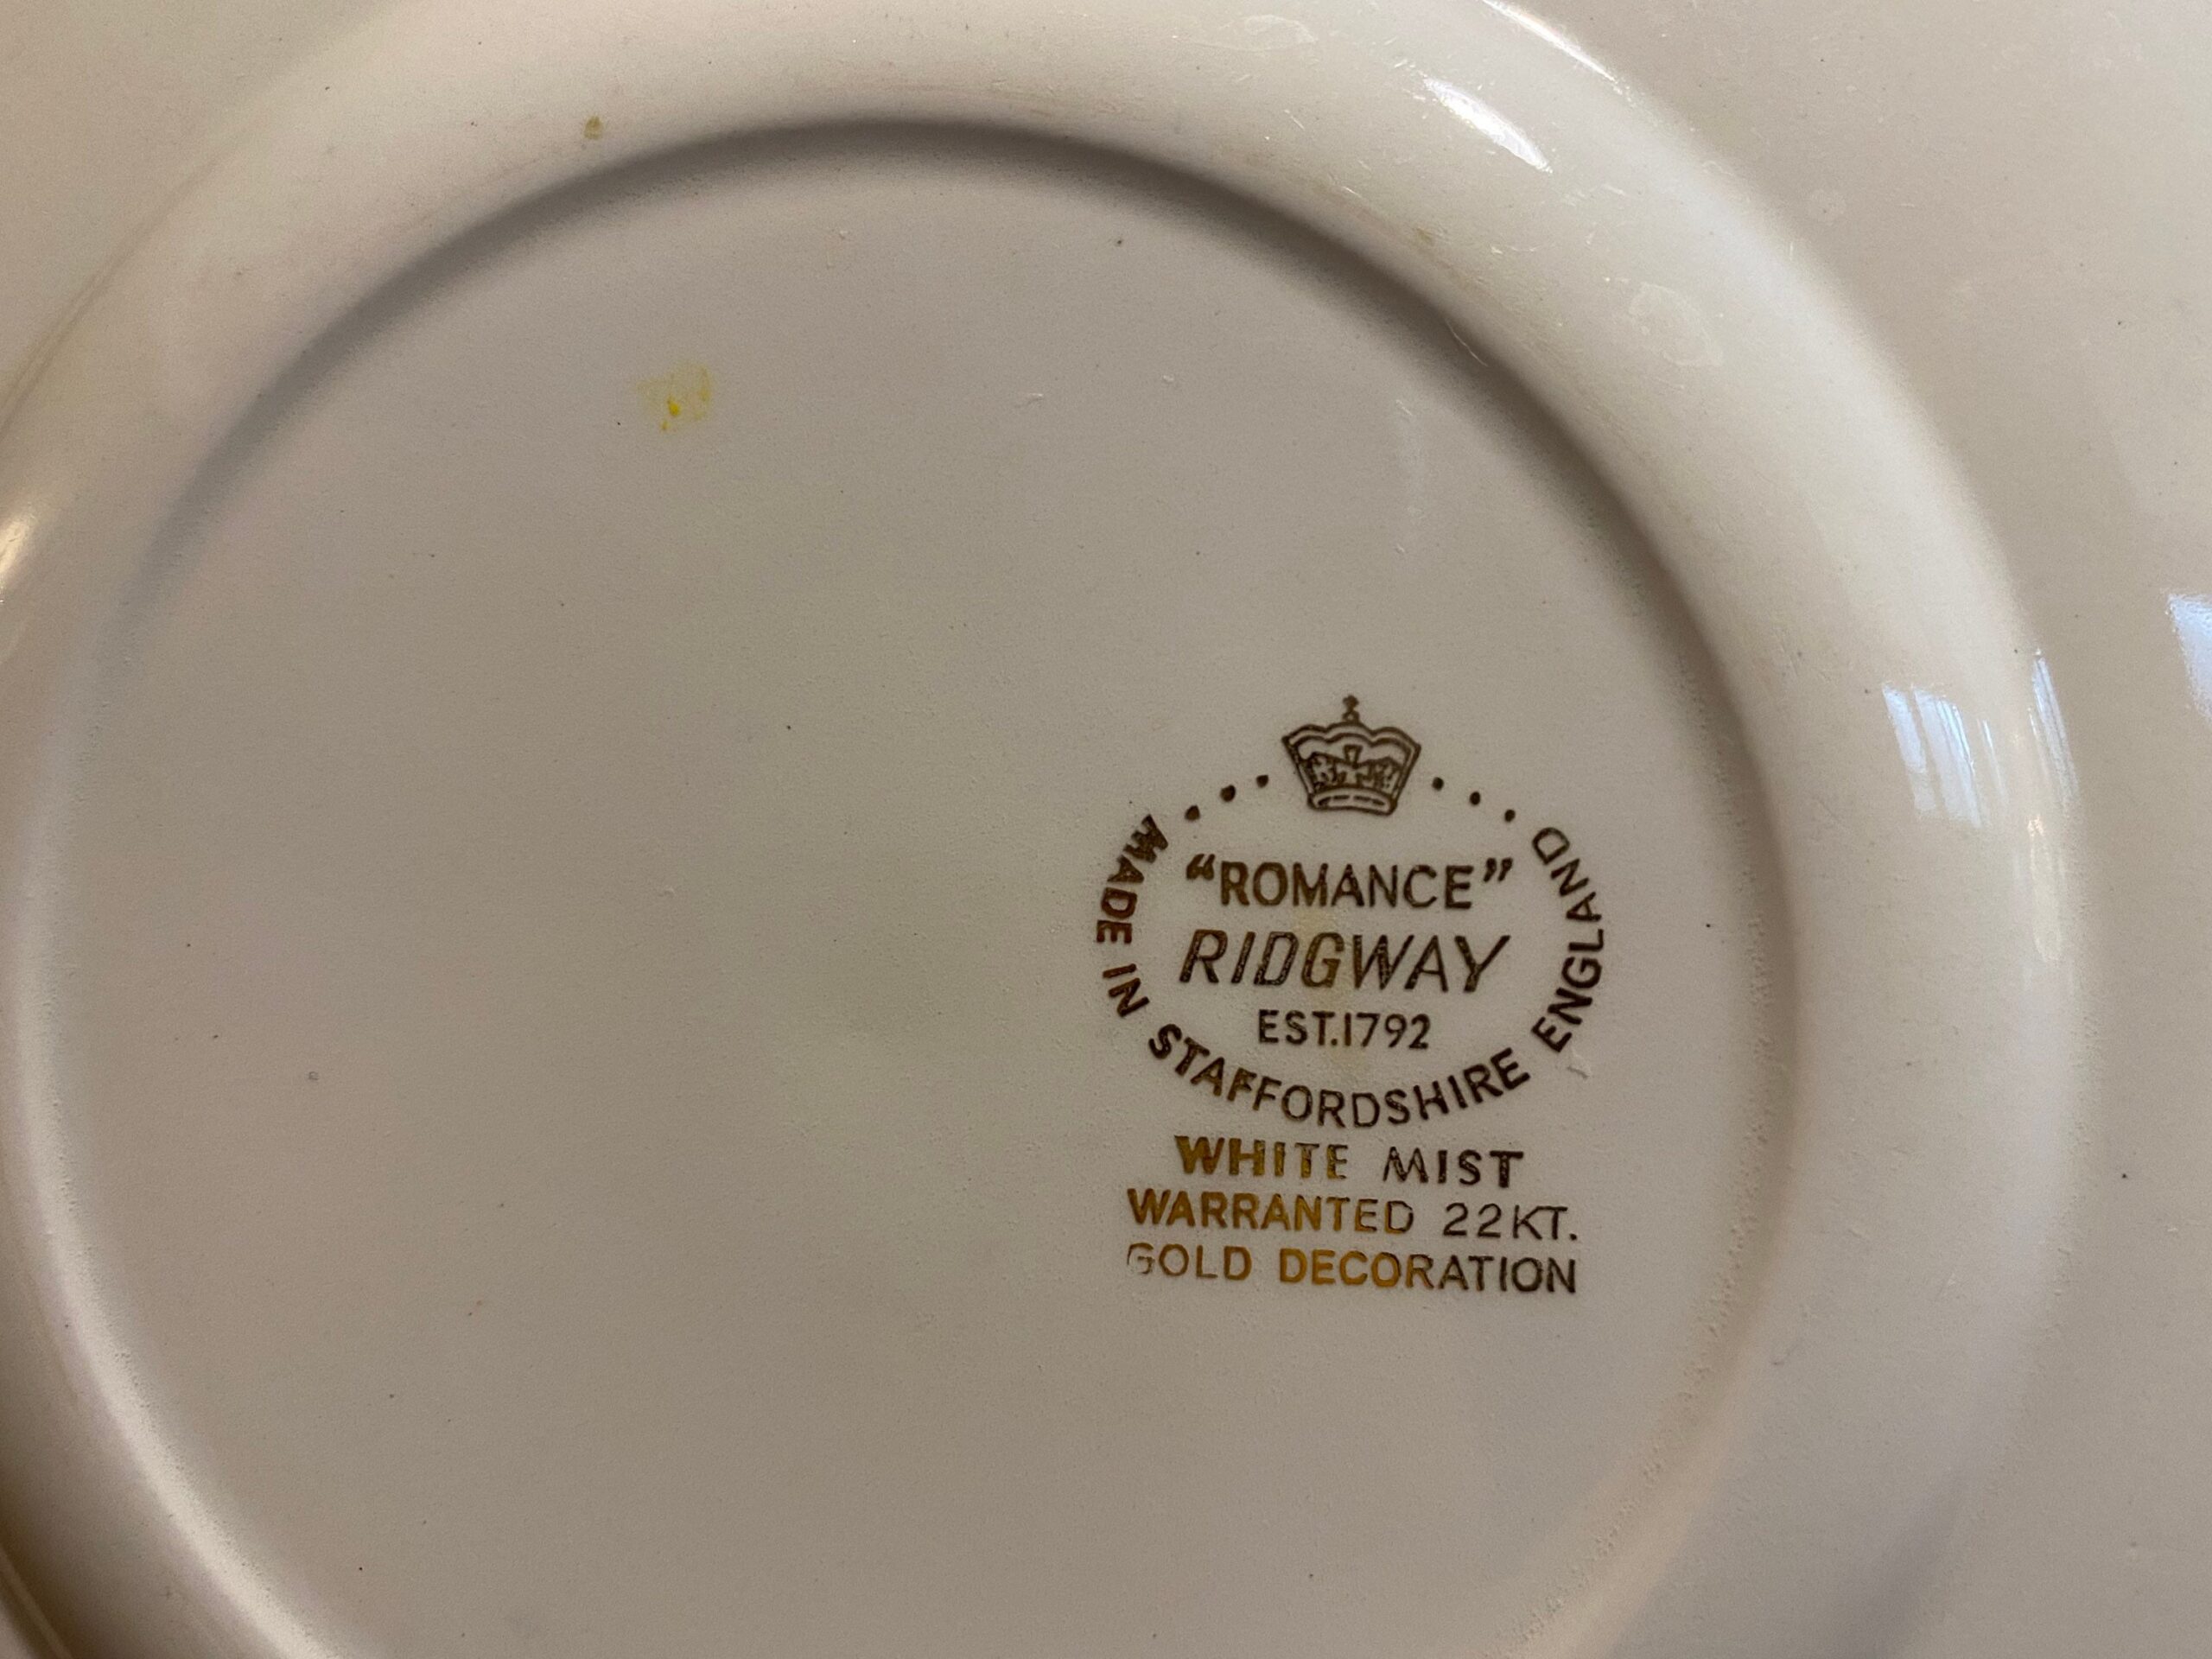 "ROMANCE"
RIDGWAY
EST.1792
MADE IN STAFFORDSHIRE ENGLAND
WHITE MIST
WARRANTED 22KT.
GOLD DECORATION